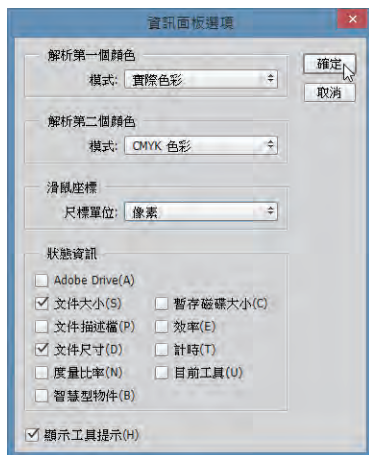 資訊面板選項
解析第一個顏色
模式: 實際色彩
確定
取消
解析第二個顏色
模式: CMYK 色彩
滑鼠座標
尺標單位: 像素
狀態資訊
Adobe Drive(A)
文件大小(S) 暫存磁碟大小(C)
文件描述檔(P) 效率(E)
文件尺寸(D) 計時(T)
度量比率(N) 目前工具(U)
智慧型物件(B)
顯示工具提示(H)